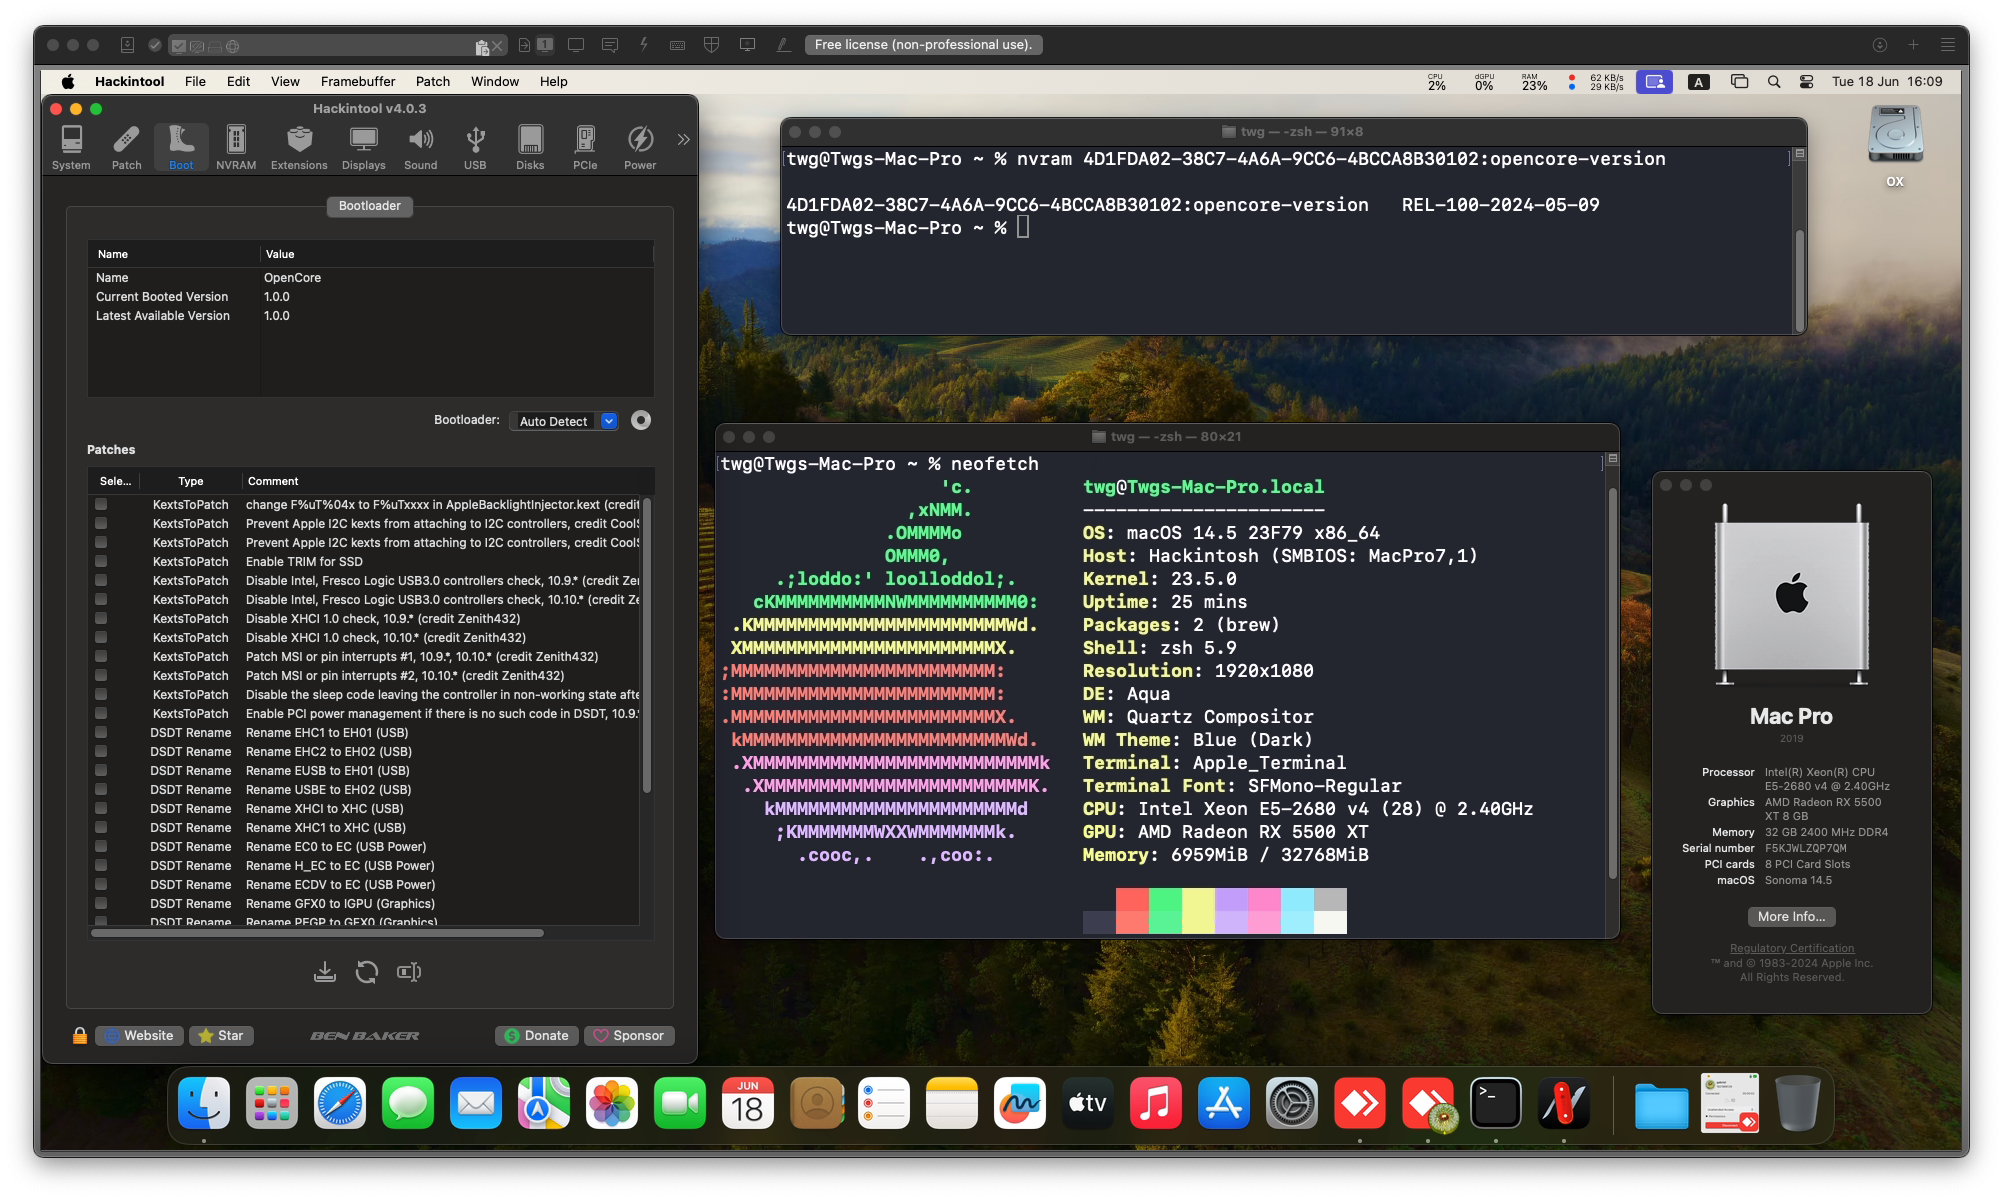 1
Free license (non-professional use).
Hackintool File Edit View Framebuffer Patch Window Help
CPU 2% dGPU 0% RAM 23% 62 KB/s 29 KB/s A Tue 18 Jun 16:09
Hackintool v4.0.3
System Patch Boot NVRAM Extensions Displays Sound USB Disks PCIe Power
Bootloader
Name Value
Name OpenCore
Current Booted Version 1.0.0
Latest Available Version 1.0.0
Bootloader: Auto Detect
Patches
Sele... Type Comment
KextsToPatch change F%uT%04x to F%uTxxxx in AppleBacklightInjector.kext (credit
KextsToPatch Prevent Apple I2C kexts from attaching to I2C controllers, credit CoolS
KextsToPatch Prevent Apple I2C kexts from attaching to I2C controllers, credit CoolS
KextsToPatch Enable TRIM for SSD
KextsToPatch Disable Intel, Fresco Logic USB3.0 controllers check, 10.9.* (credit Zer
KextsToPatch Disable Intel, Fresco Logic USB3.0 controllers check, 10.10.* (credit Ze
KextsToPatch Disable XHCI 1.0 check, 10.9.* (credit Zenith432)
KextsToPatch Disable XHCI 1.0 check, 10.10.* (credit Zenith432)
KextsToPatch Patch MSI or pin interrupts #1, 10.9.*, 10.10.* (credit Zenith432)
KextsToPatch Patch MSI or pin interrupts #2, 10.10.* (credit Zenith432)
KextsToPatch Disable the sleep code leaving the controller in non-working state afte
KextsToPatch Enable PCI power management if there is no such code in DSDT, 10.9.*
DSDT Rename Rename EHC1 to EH01 (USB)
DSDT Rename Rename EHC2 to EH02 (USB)
DSDT Rename Rename EUSB to EH01 (USB)
DSDT Rename Rename USBE to EH02 (USB)
DSDT Rename Rename XHCI to XHC (USB)
DSDT Rename Rename XHC1 to XHC (USB)
DSDT Rename Rename EC0 to EC (USB Power)
DSDT Rename Rename H_EC to EC (USB Power)
DSDT Rename Rename ECDV to EC (USB Power)
DSDT Rename Rename GFX0 to IGPU (Graphics)
DSDT Rename Rename PEGP to GFX0 (Graphics)
Website Star BEN BAKER Donate Sponsor
twg — -zsh — 91×8
twg@Twgs-Mac-Pro ~ % nvram 4D1FDA02-38C7-4A6A-9CC6-4BCCA8B30102:opencore-version
4D1FDA02-38C7-4A6A-9CC6-4BCCA8B30102:opencore-version REL-100-2024-05-09
twg@Twgs-Mac-Pro ~ %
OX
twg — -zsh — 80×21
twg@Twgs-Mac-Pro ~ % neofetch
'c. twg@Twgs-Mac-Pro.local
,xNMM. ----------------------
.OMMMMo OS: macOS 14.5 23F79 x86_64
OMMM0, Host: Hackintosh (SMBIOS: MacPro7,1)
.;loddo:' loolloddol;. Kernel: 23.5.0
cKMMMMMMMMMMNWMMMMMMMMMM0: Uptime: 25 mins
.KMMMMMMMMMMMMMMMMMMMMMMMWd. Packages: 2 (brew)
XMMMMMMMMMMMMMMMMMMMMMMMX. Shell: zsh 5.9
;MMMMMMMMMMMMMMMMMMMMMMMM: Resolution: 1920x1080
:MMMMMMMMMMMMMMMMMMMMMMMM: DE: Aqua
.MMMMMMMMMMMMMMMMMMMMMMMMX. WM: Quartz Compositor
kMMMMMMMMMMMMMMMMMMMMMMMMWd. WM Theme: Blue (Dark)
.XMMMMMMMMMMMMMMMMMMMMMMMMMMk Terminal: Apple_Terminal
.XMMMMMMMMMMMMMMMMMMMMMMMMK. Terminal Font: SFMono-Regular
kMMMMMMMMMMMMMMMMMMMMMMd CPU: Intel Xeon E5-2680 v4 (28) @ 2.40GHz
;KMMMMMMMWXXWMMMMMMMk. GPU: AMD Radeon RX 5500 XT
.cooc,. .,coo:. Memory: 6959MiB / 32768MiB
Mac Pro
2019
Processor Intel(R) Xeon(R) CPU
E5-2680 v4 @ 2.40GHz
Graphics AMD Radeon RX 5500
XT 8 GB
Memory 32 GB 2400 MHz DDR4
Serial number F5KJWLZQP7QM
PCI cards 8 PCI Card Slots
macOS Sonoma 14.5
More Info...
Regulatory Certification
™ and © 1983-2024 Apple Inc.
All Rights Reserved.
JUN
18
tv
>_